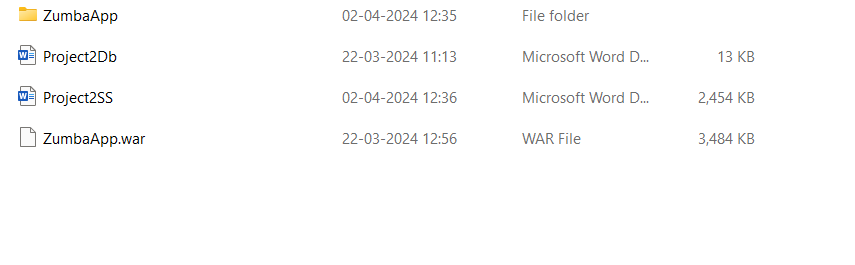 ZumbaApp 02-04-2024 12:35 File folder
Project2Db 22-03-2024 11:13 Microsoft Word D... 13 KB
Project2SS 02-04-2024 12:36 Microsoft Word D... 2,454 KB
ZumbaApp.war 22-03-2024 12:56 WAR File 3,484 KB